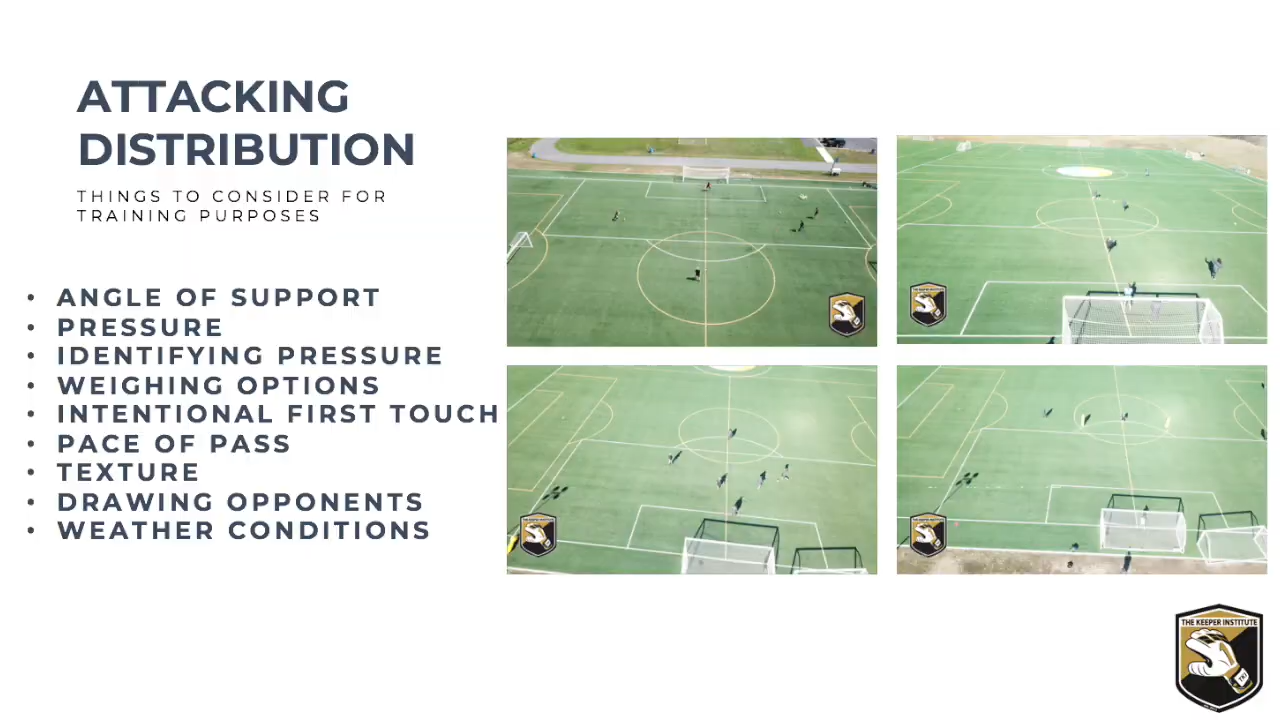 ATTACKING
DISTRIBUTION
THINGS TO CONSIDER FOR
TRAINING PURPOSES
• ANGLE OF SUPPORT
• PRESSURE
• IDENTIFYING PRESSURE
• WEIGHING OPTIONS
• INTENTIONAL FIRST TOUCH
• PACE OF PASS
• TEXTURE
• DRAWING OPPONENTS
• WEATHER CONDITIONS
THE KEEPER INSTITUTE
TKI